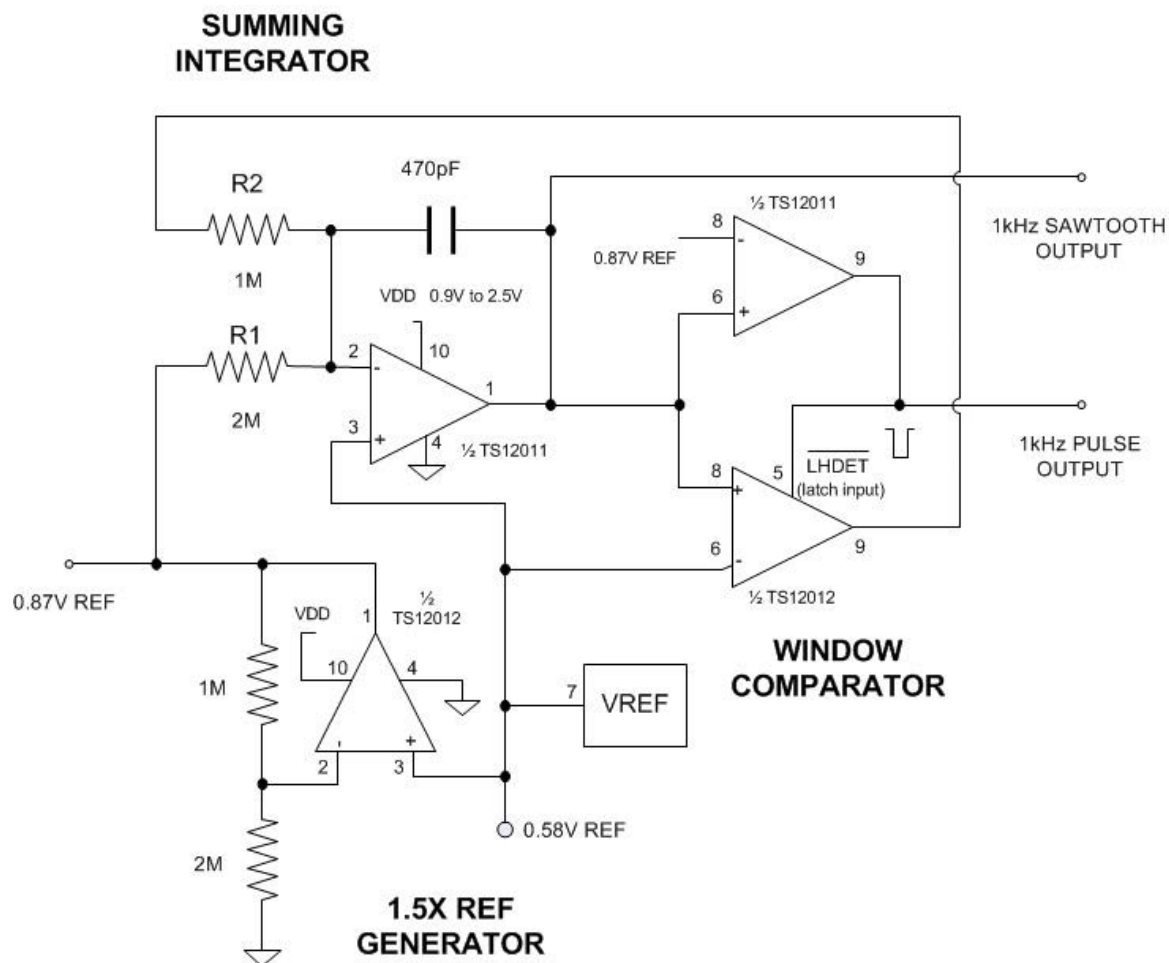 SUMMING
INTEGRATOR
R2
1M
470pF
VDD 0.9V to 2.5V
R1
2M
2
-
3
+
10
4
1
½ TS12011
½ TS12011
8
-
0.87V REF
6
+
9
1kHz SAWTOOTH
OUTPUT
1kHz PULSE
OUTPUT
LHDET
(latch input)
5
8
+
6
-
9
½ TS12012
WINDOW
COMPARATOR
0.87V REF
1M
2M
VDD
10
1
½
TS12012
4
2
-
+
3
7
VREF
0.58V REF
1.5X REF
GENERATOR